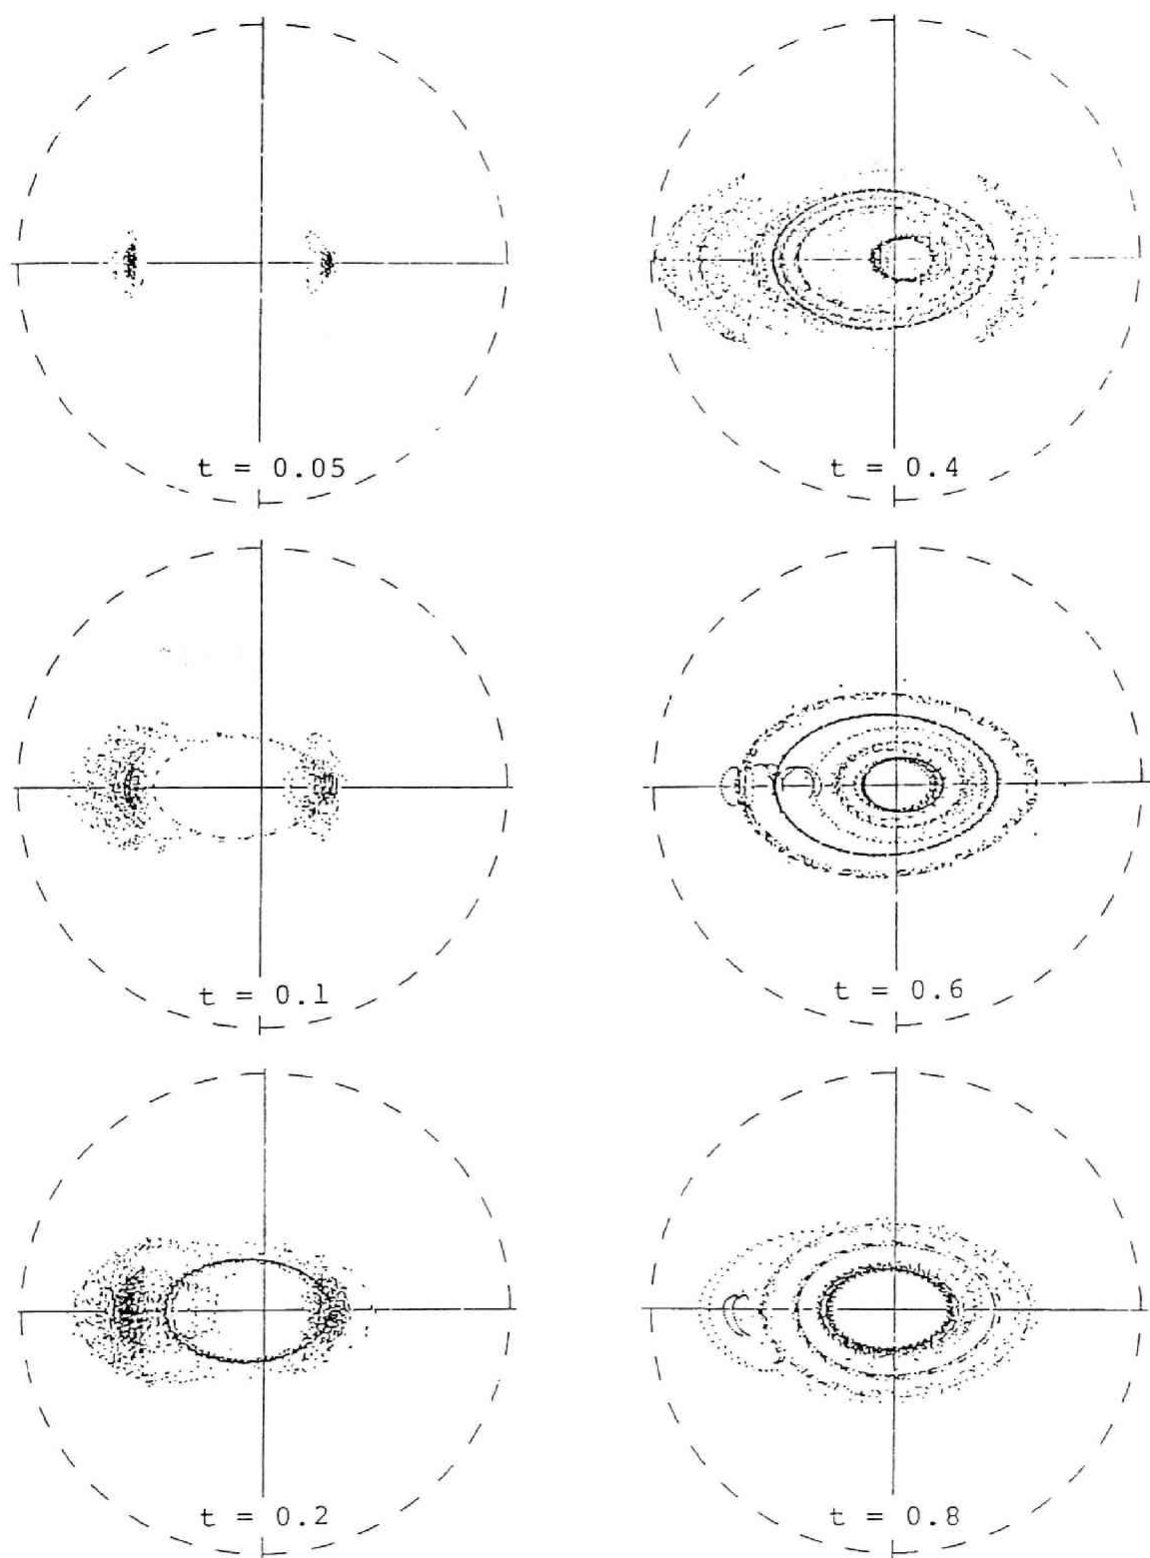 t = 0.05
t = 0.1
t = 0.2
t = 0.4
t = 0.6
t = 0.8